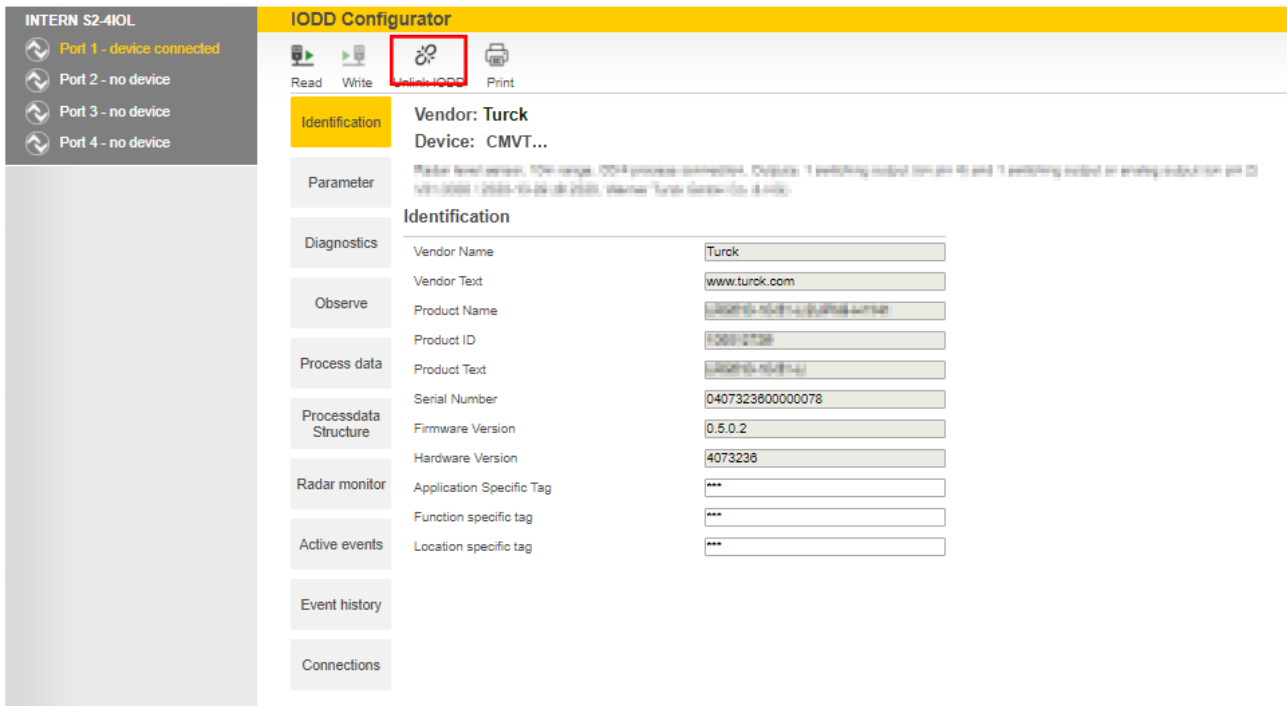 INTERN S2-4IOL
Port 1 - device connected
Port 2 - no device
Port 3 - no device
Port 4 - no device
IODD Configurator
Read Write Unlink IODD Print
Identification
Parameter
Diagnostics
Observe
Process data
Processdata
Structure
Radar monitor
Active events
Event history
Connections
Vendor: Turck
Device: CMVT...
Identification
Vendor Name Turck
Vendor Text www.turck.com
Product Name
Product ID
Product Text
Serial Number 0407323600000078
Firmware Version 0.5.0.2
Hardware Version 4073236
Application Specific Tag ***
Function specific tag ***
Location specific tag ***